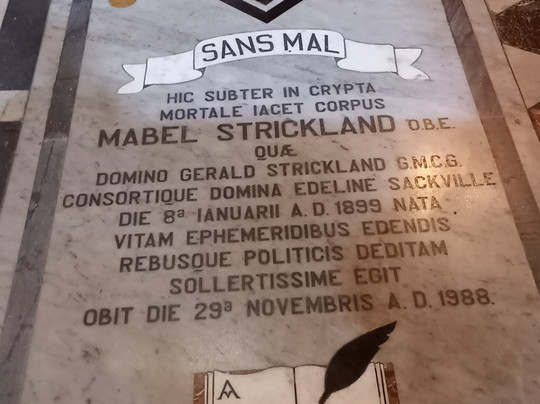 SANS MAL
HIC SUBTER IN CRYPTA
MORTALE IACET CORPUS
MABEL STRICKLAND O.B.E.
QUÆ
DOMINO GERALD STRICKLAND G.M.C.G.
CONSORTIQUE DOMINA EDELINE SACKVILLE
DIE 8ª IANUARII A.D. 1899 NATA
VITAM EPHEMERIDIBUS EDENDIS
REBUSQUE POLITICIS DEDITAM
SOLLERTISSIME EGIT
OBIT DIE 29ª NOVEMBRIS A.D. 1988.